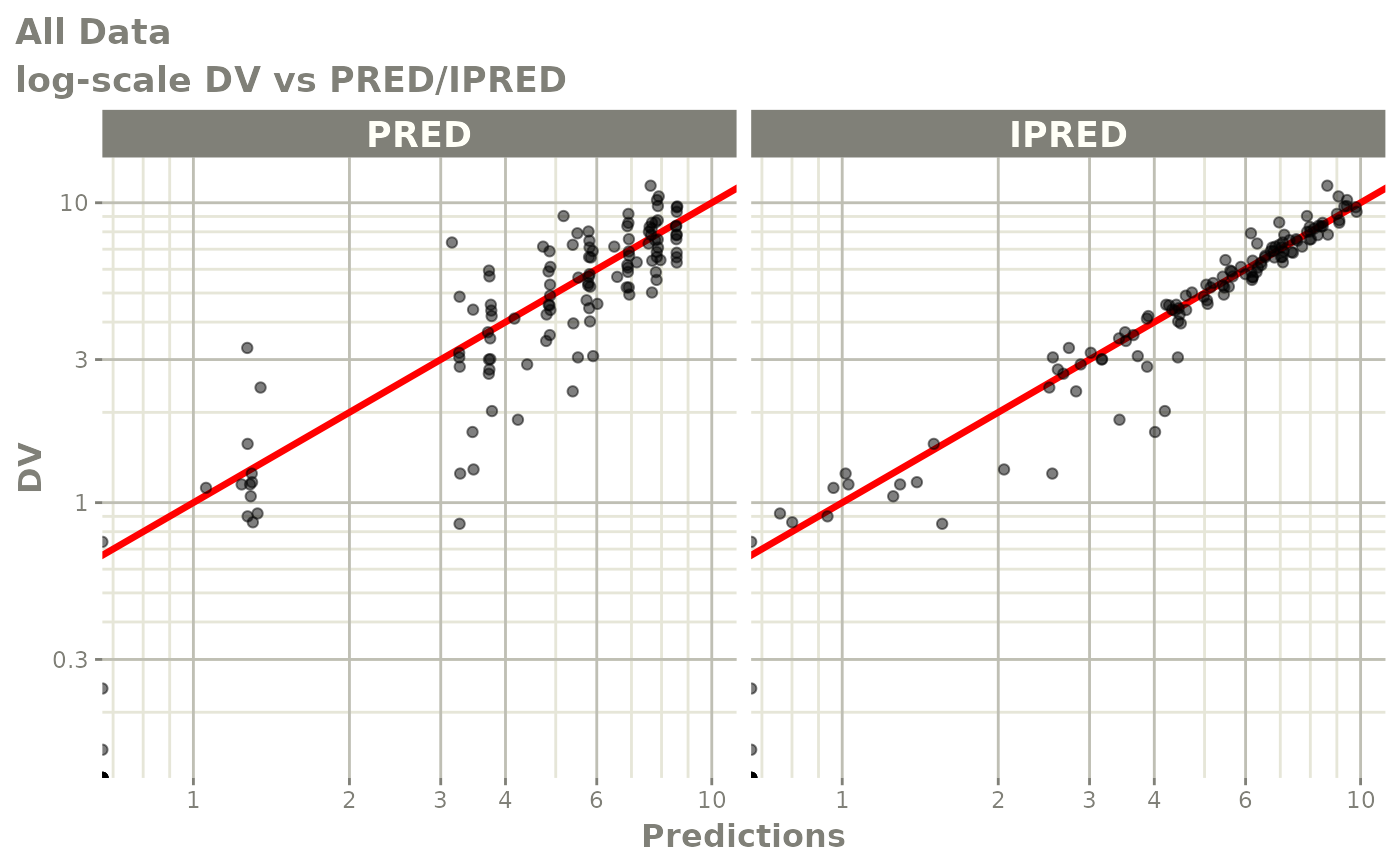 All Data
log-scale DV vs PRED/IPRED
PRED IPRED
10
3
1
0.3
DV
1 2 3 4 6 10 1 2 3 4 6 10
Predictions